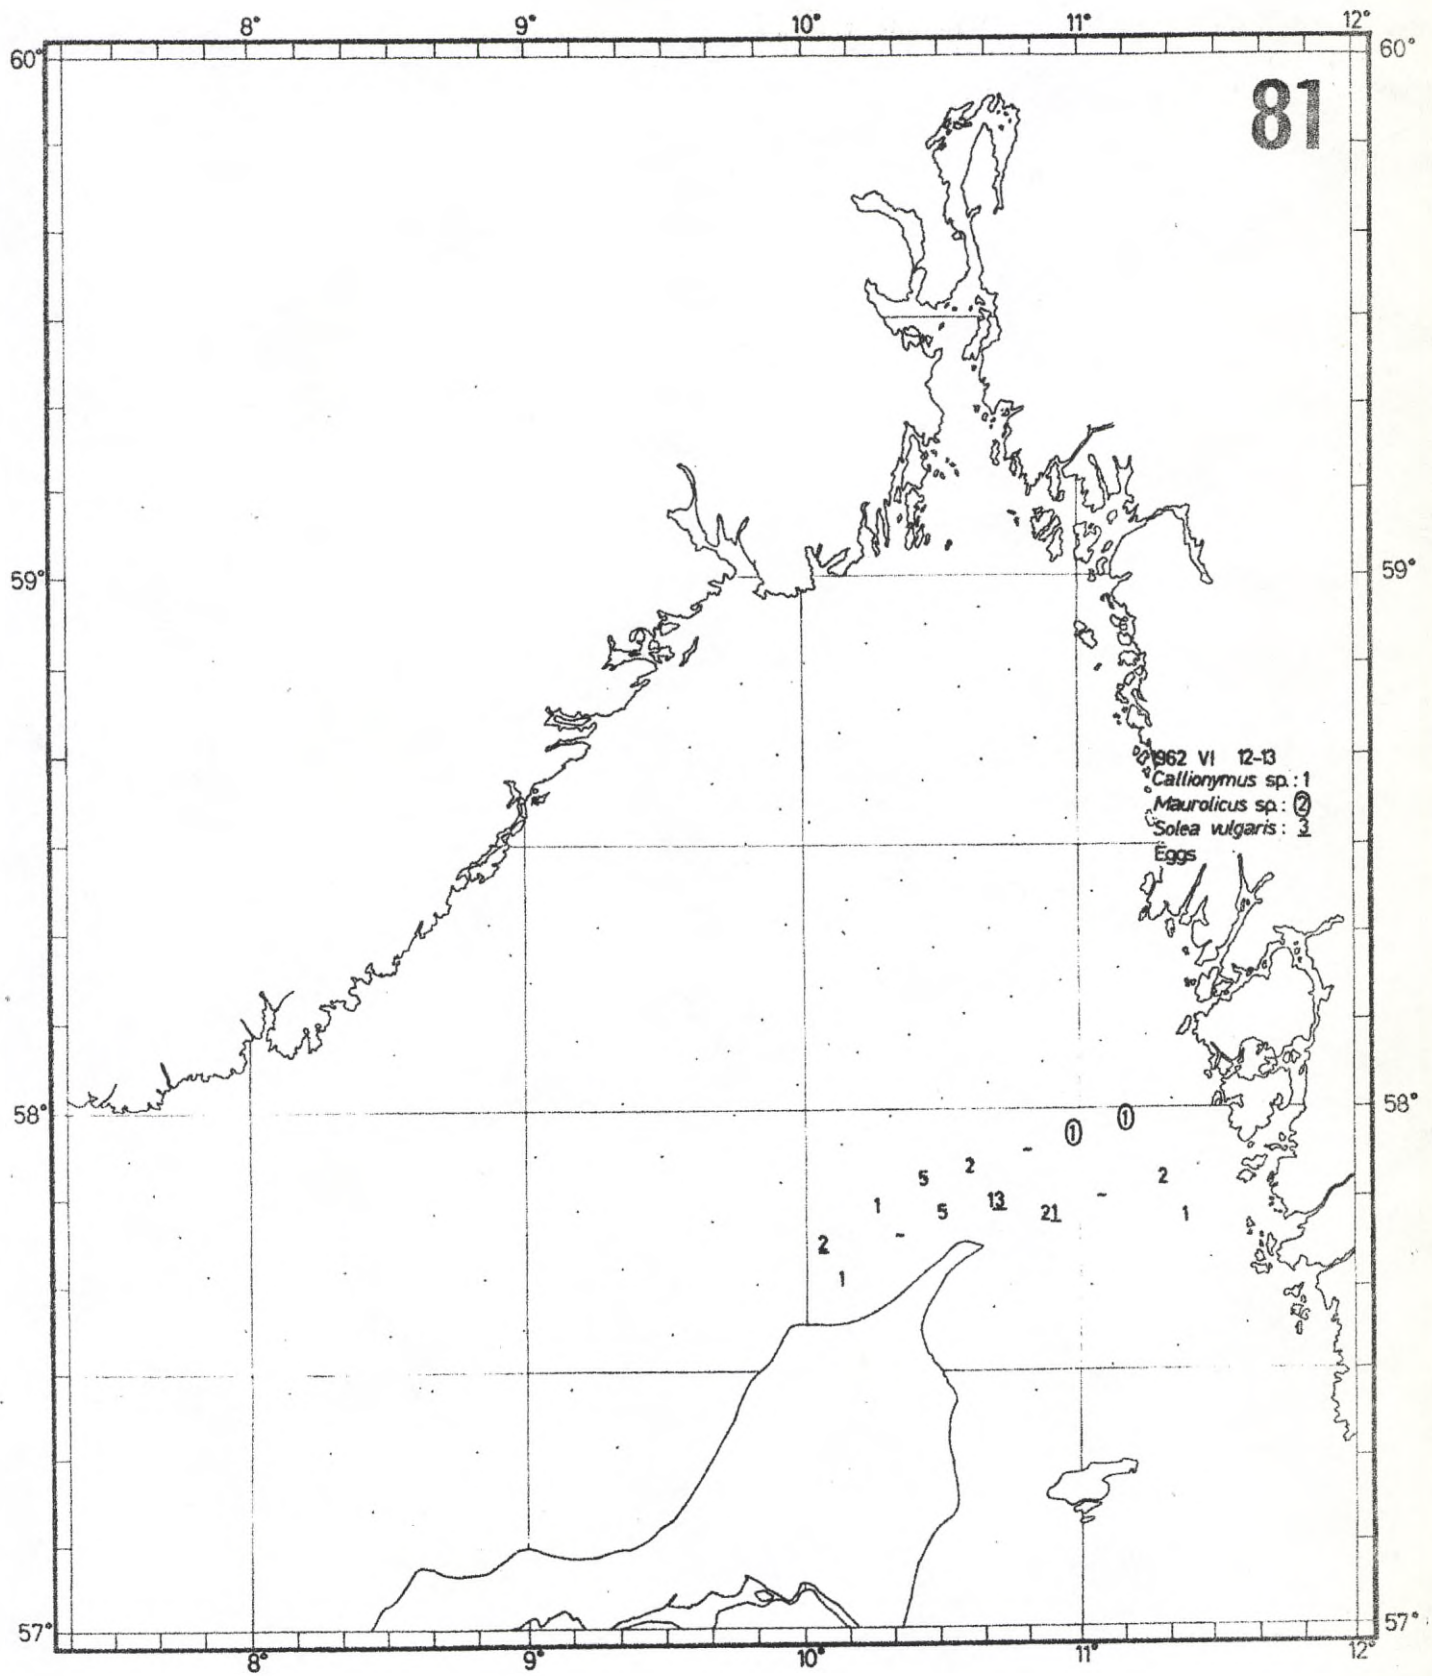 8° 9° 10° 11° 12°
60° 60°
81
59° 59°
1962 VI 12-13
Callionymus sp.: 1
Maurolicus sp.: ②
Solea vulgaris: 3
Eggs
58° 58°
① ①
~
2
5 2
1 13 ~
5 21 1
~
2
1
57° 57°
8° 9° 10° 11° 12°